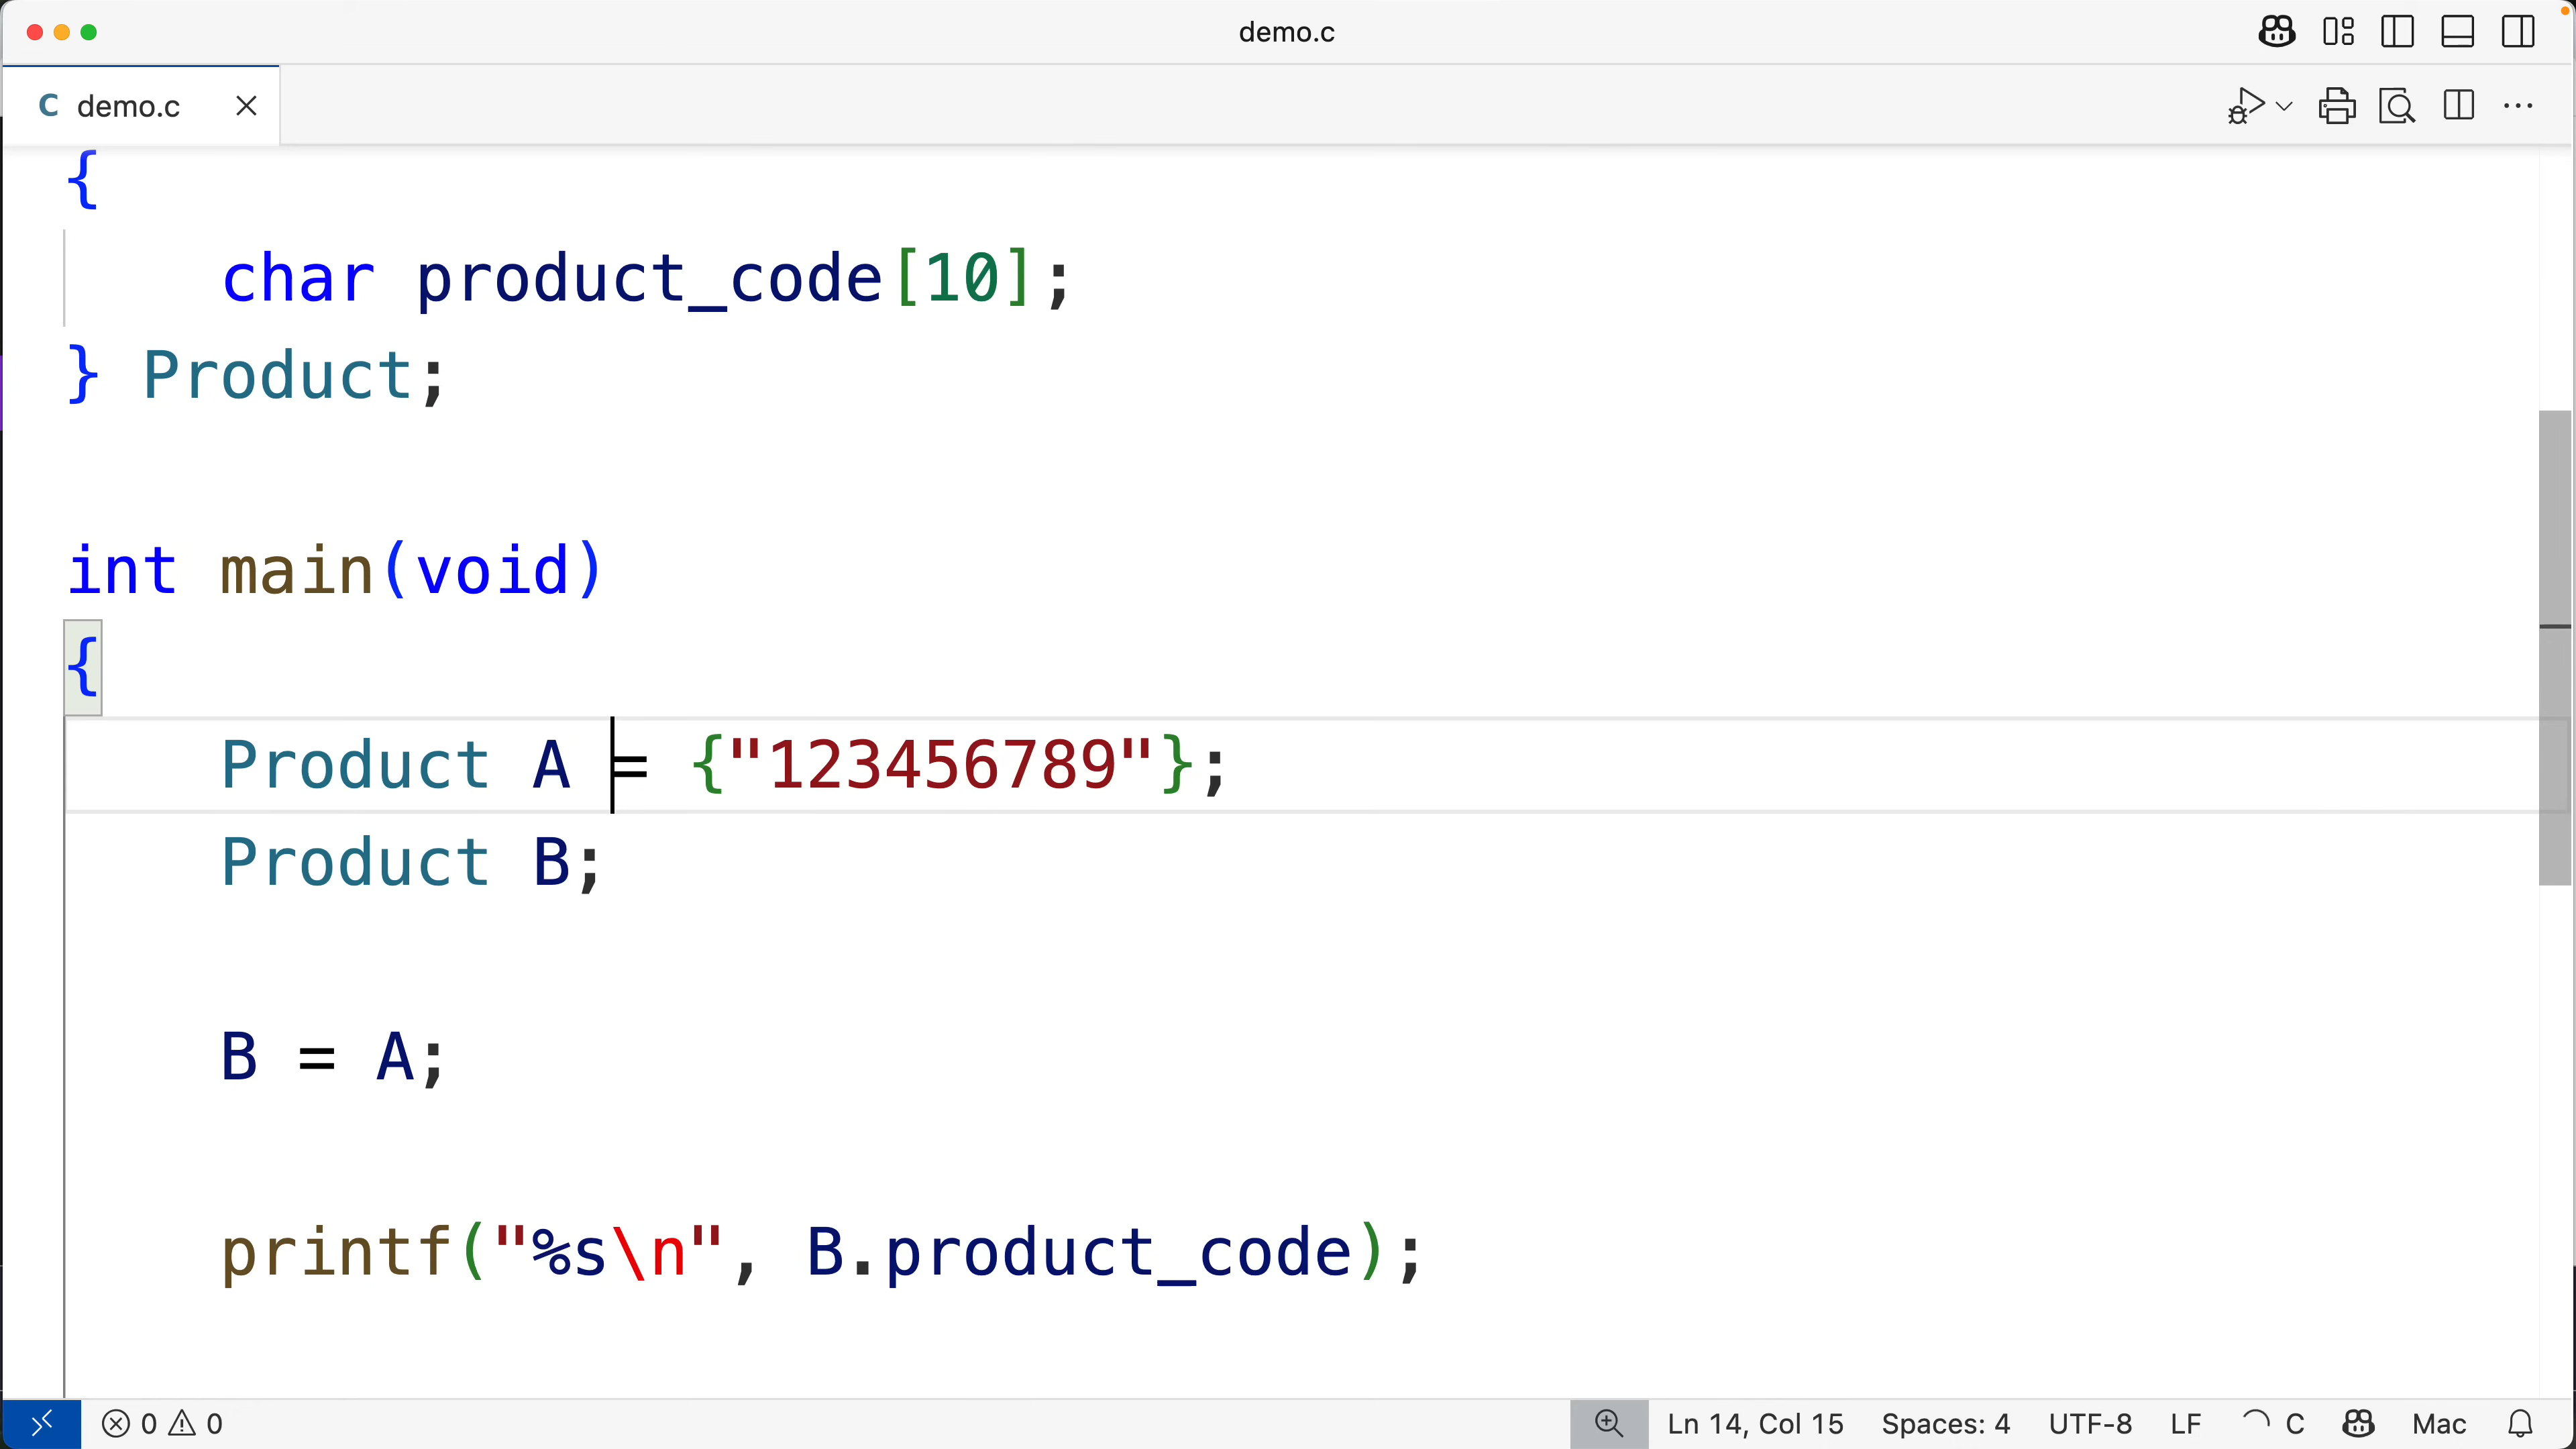 demo.c
C demo.c
{
char product_code[10];
} Product;
int main(void)
{
Product A = {"123456789"};
Product B;
B = A;
printf("%s\n", B.product_code);
0 0 Ln 14, Col 15 Spaces: 4 UTF-8 LF C Mac